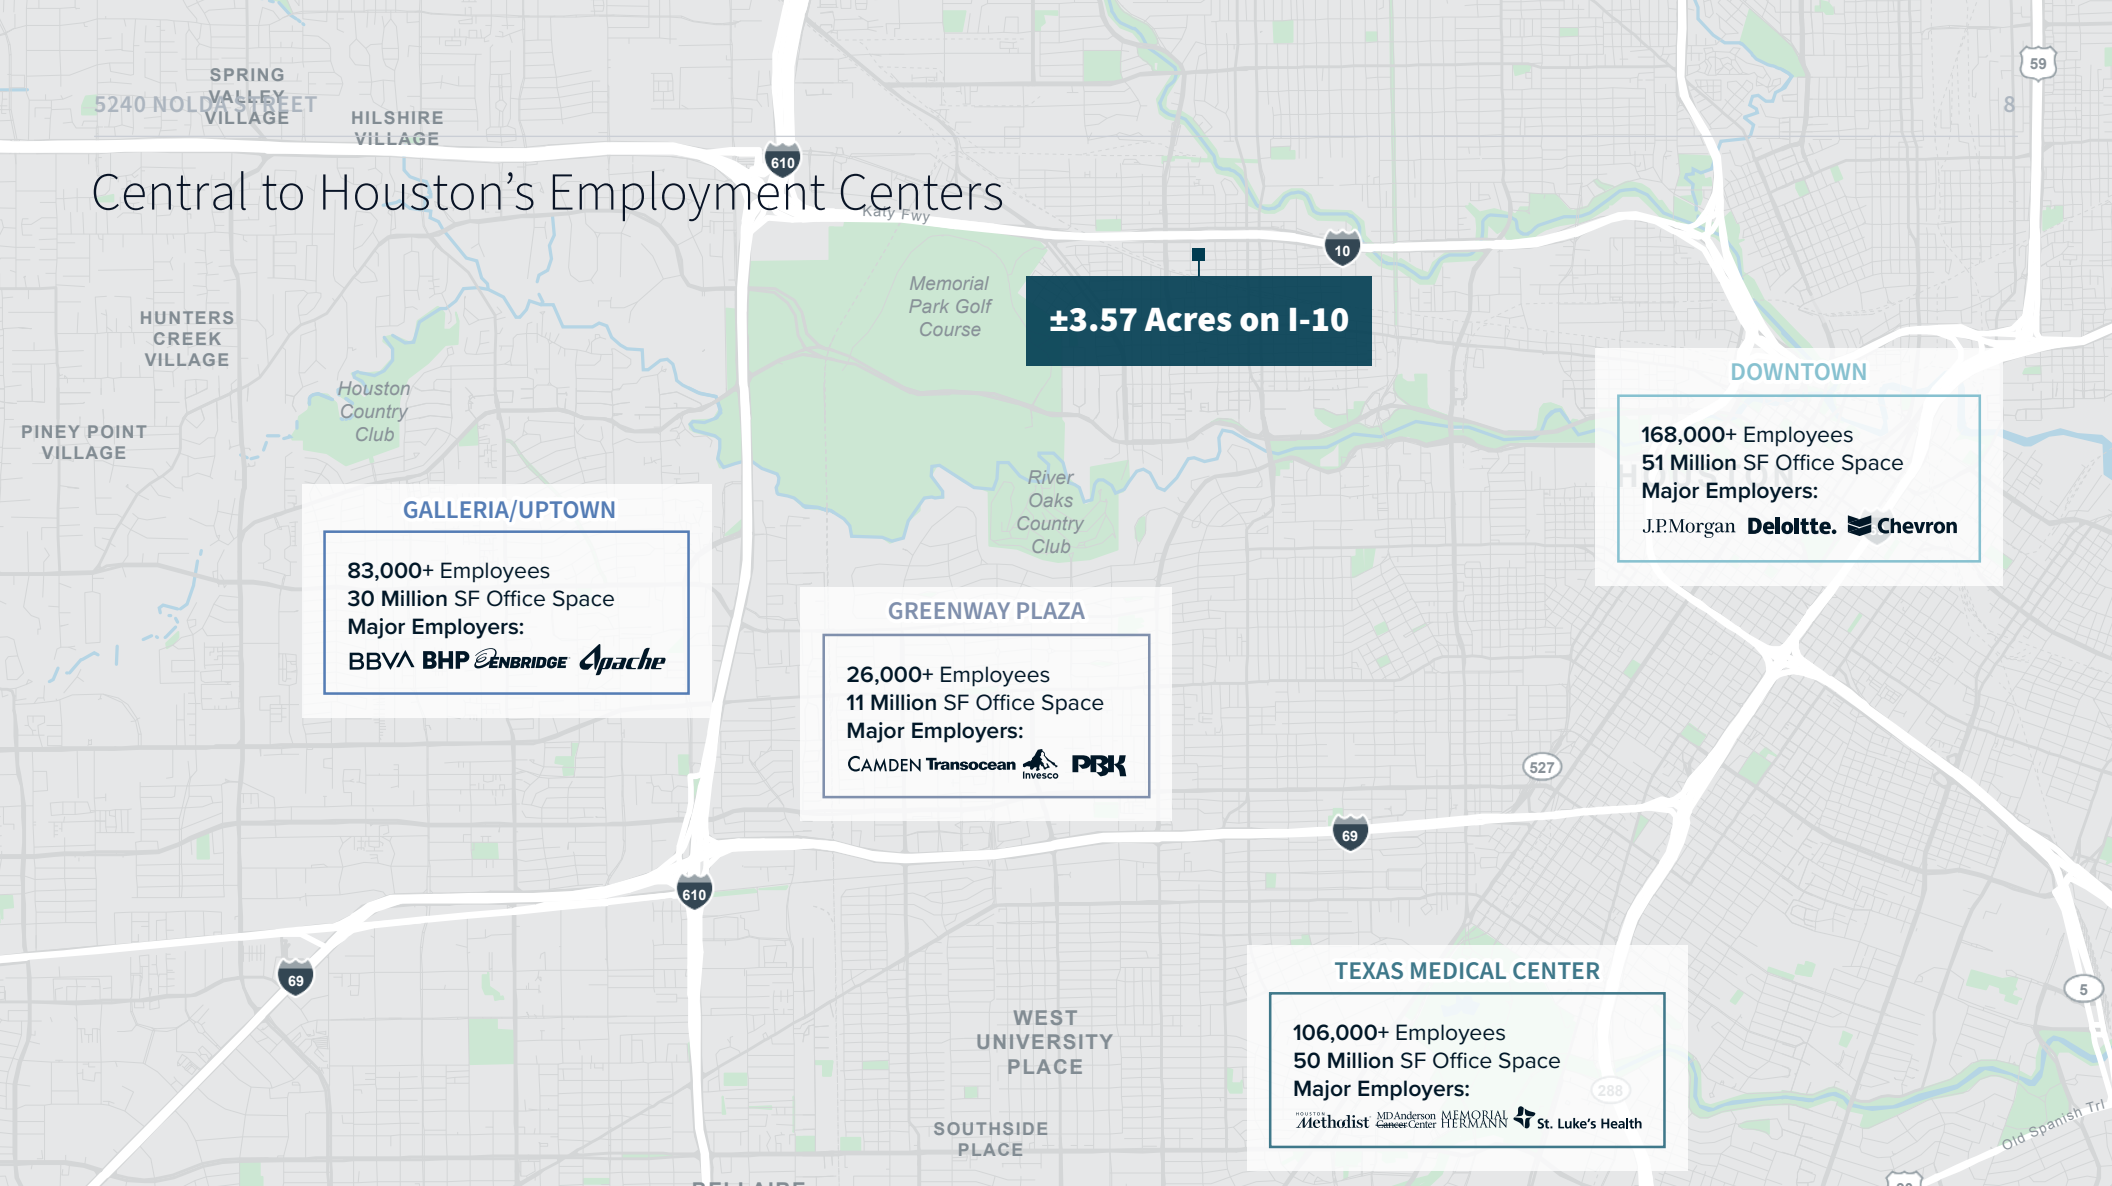 5240 NOLDA STREET
8
Central to Houston’s Employment Centers
SPRING
VALLEY
VILLAGE
HILSHIRE
VILLAGE
610
59
Katy Fwy
10
Memorial
Park Golf
Course
±3.57 Acres on I-10
HUNTERS
CREEK
VILLAGE
Houston
Country
Club
PINEY POINT
VILLAGE
River
Oaks
Country
Club
DOWNTOWN
HOUSTON
168,000+ Employees
51 Million SF Office Space
Major Employers:
J.P.Morgan Deloitte. Chevron
GALLERIA/UPTOWN
83,000+ Employees
30 Million SF Office Space
Major Employers:
BBVA BHP ENBRIDGE Apache
GREENWAY PLAZA
26,000+ Employees
11 Million SF Office Space
Major Employers:
CAMDEN Transocean Invesco PBK
527
69
610
69
5
TEXAS MEDICAL CENTER
106,000+ Employees
50 Million SF Office Space
Major Employers:
288
HOUSTON Methodist MD Anderson Cancer Center MEMORIAL HERMANN St. Luke’s Health
WEST
UNIVERSITY
PLACE
SOUTHSIDE
PLACE
Old Spanish Trl
BELLAIRE